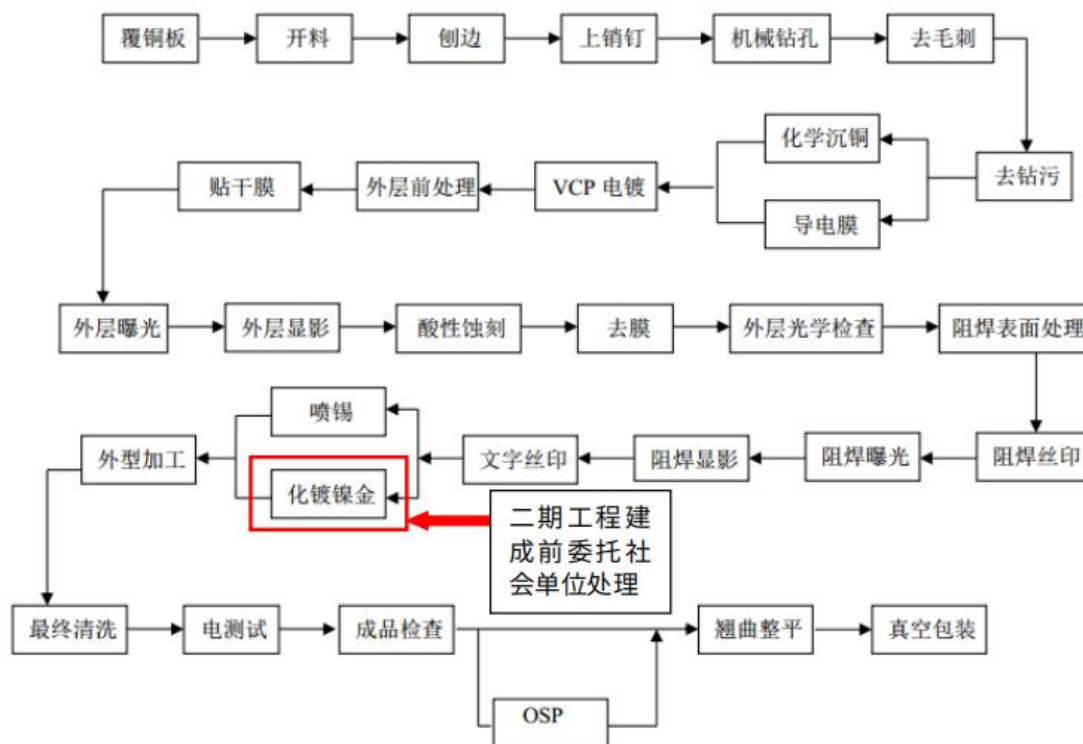 覆铜板
开料
刨边
上销钉
机械钻孔
去毛刺
化学沉铜
去钻污
导电膜
VCP 电镀
外层前处理
贴干膜
外层曝光
外层显影
酸性蚀刻
去膜
外层光学检查
阻焊表面处理
阻焊丝印
阻焊曝光
阻焊显影
文字丝印
喷锡
化镀镍金
外型加工
二期工程建
成前委托社
会单位处理
最终清洗
电测试
成品检查
翘曲整平
真空包装
OSP